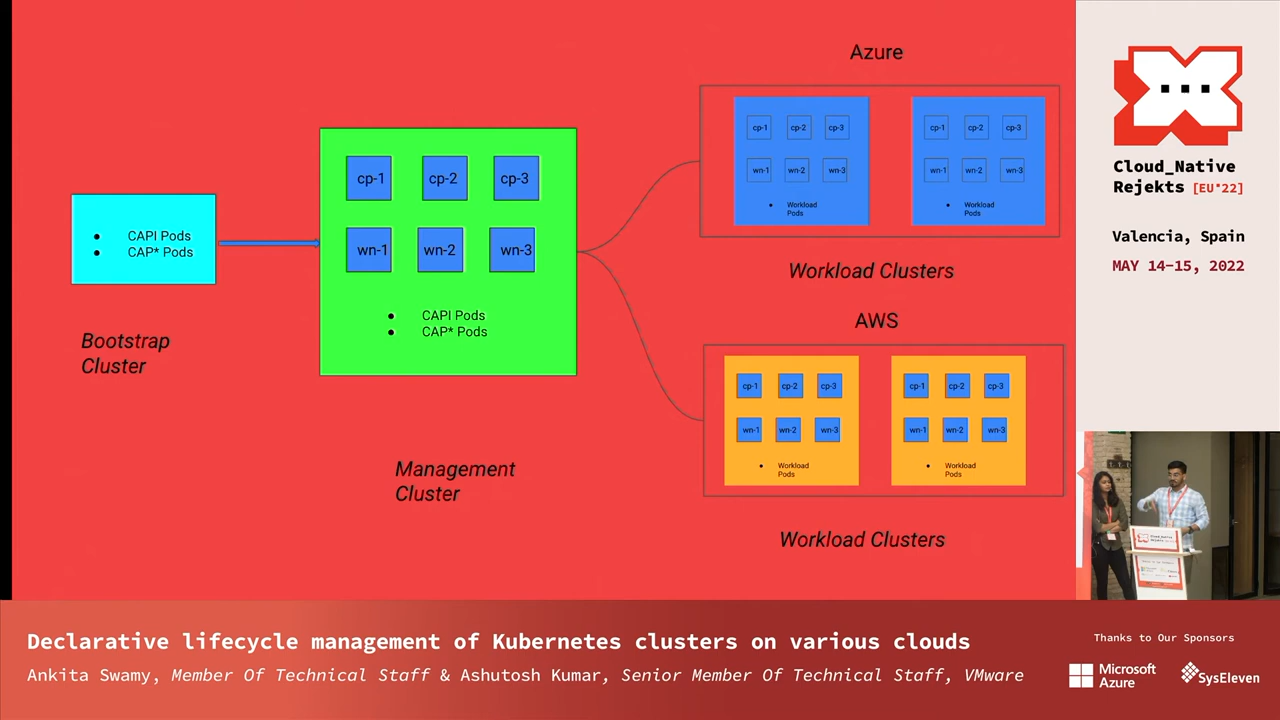 Azure
cp-1 cp-2 cp-3
wn-1 wn-2 wn-3
• Workload
Pods
cp-1 cp-2 cp-3
wn-1 wn-2 wn-3
• Workload
Pods
Workload Clusters
• CAPI Pods
• CAP* Pods
Bootstrap
Cluster
cp-1 cp-2 cp-3
wn-1 wn-2 wn-3
• CAPI Pods
• CAP* Pods
Management
Cluster
AWS
cp-1 cp-2 cp-3
wn-1 wn-2 wn-3
• Workload
Pods
cp-1 cp-2 cp-3
wn-1 wn-2 wn-3
• Workload
Pods
Workload Clusters
Cloud_Native
Rejekts [EU'22]
Valencia, Spain
MAY 14-15, 2022
Cloud_Native
Rejekts
Declarative lifecycle management of Kubernetes clusters on various clouds
Ankita Swamy, Member Of Technical Staff & Ashutosh Kumar, Senior Member Of Technical Staff, VMware
Thanks to Our Sponsors
Microsoft
Azure
SysEleven